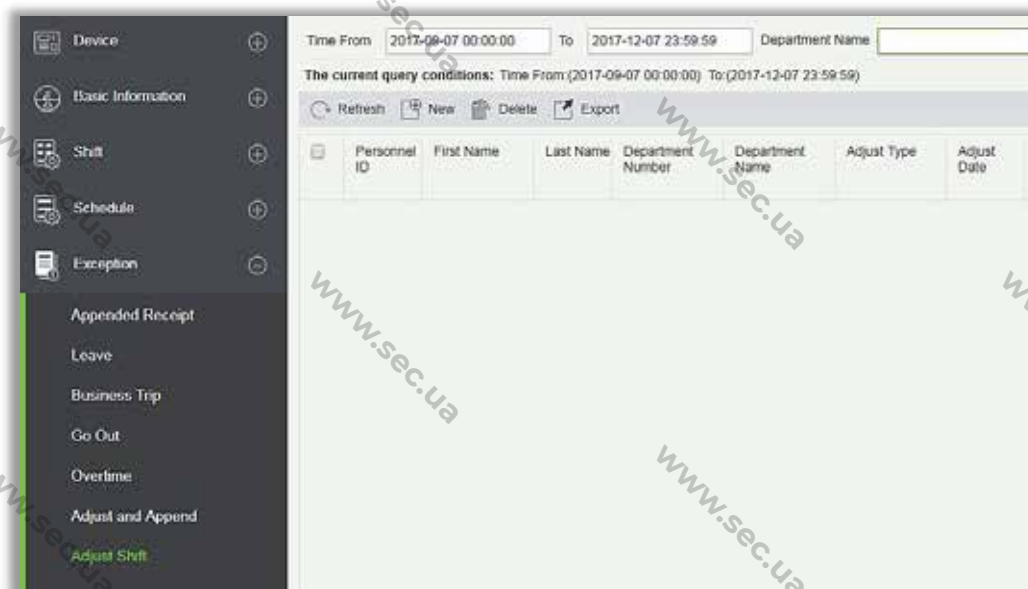 Device
Basic Information
Shift
Schedule
Exception
Appended Receipt
Leave
Business Trip
Go Out
Overtime
Adjust and Append
Adjust Shift
Time From 2017-09-07 00:00:00 To 2017-12-07 23:59:59 Department Name
The current query conditions: Time From:(2017-09-07 00:00:00) To:(2017-12-07 23:59:59)
Refresh New Delete Export
Personnel ID First Name Last Name Department Number Department Name Adjust Type Adjust Date
www.sec.ua
www.sec.ua
www.sec.ua